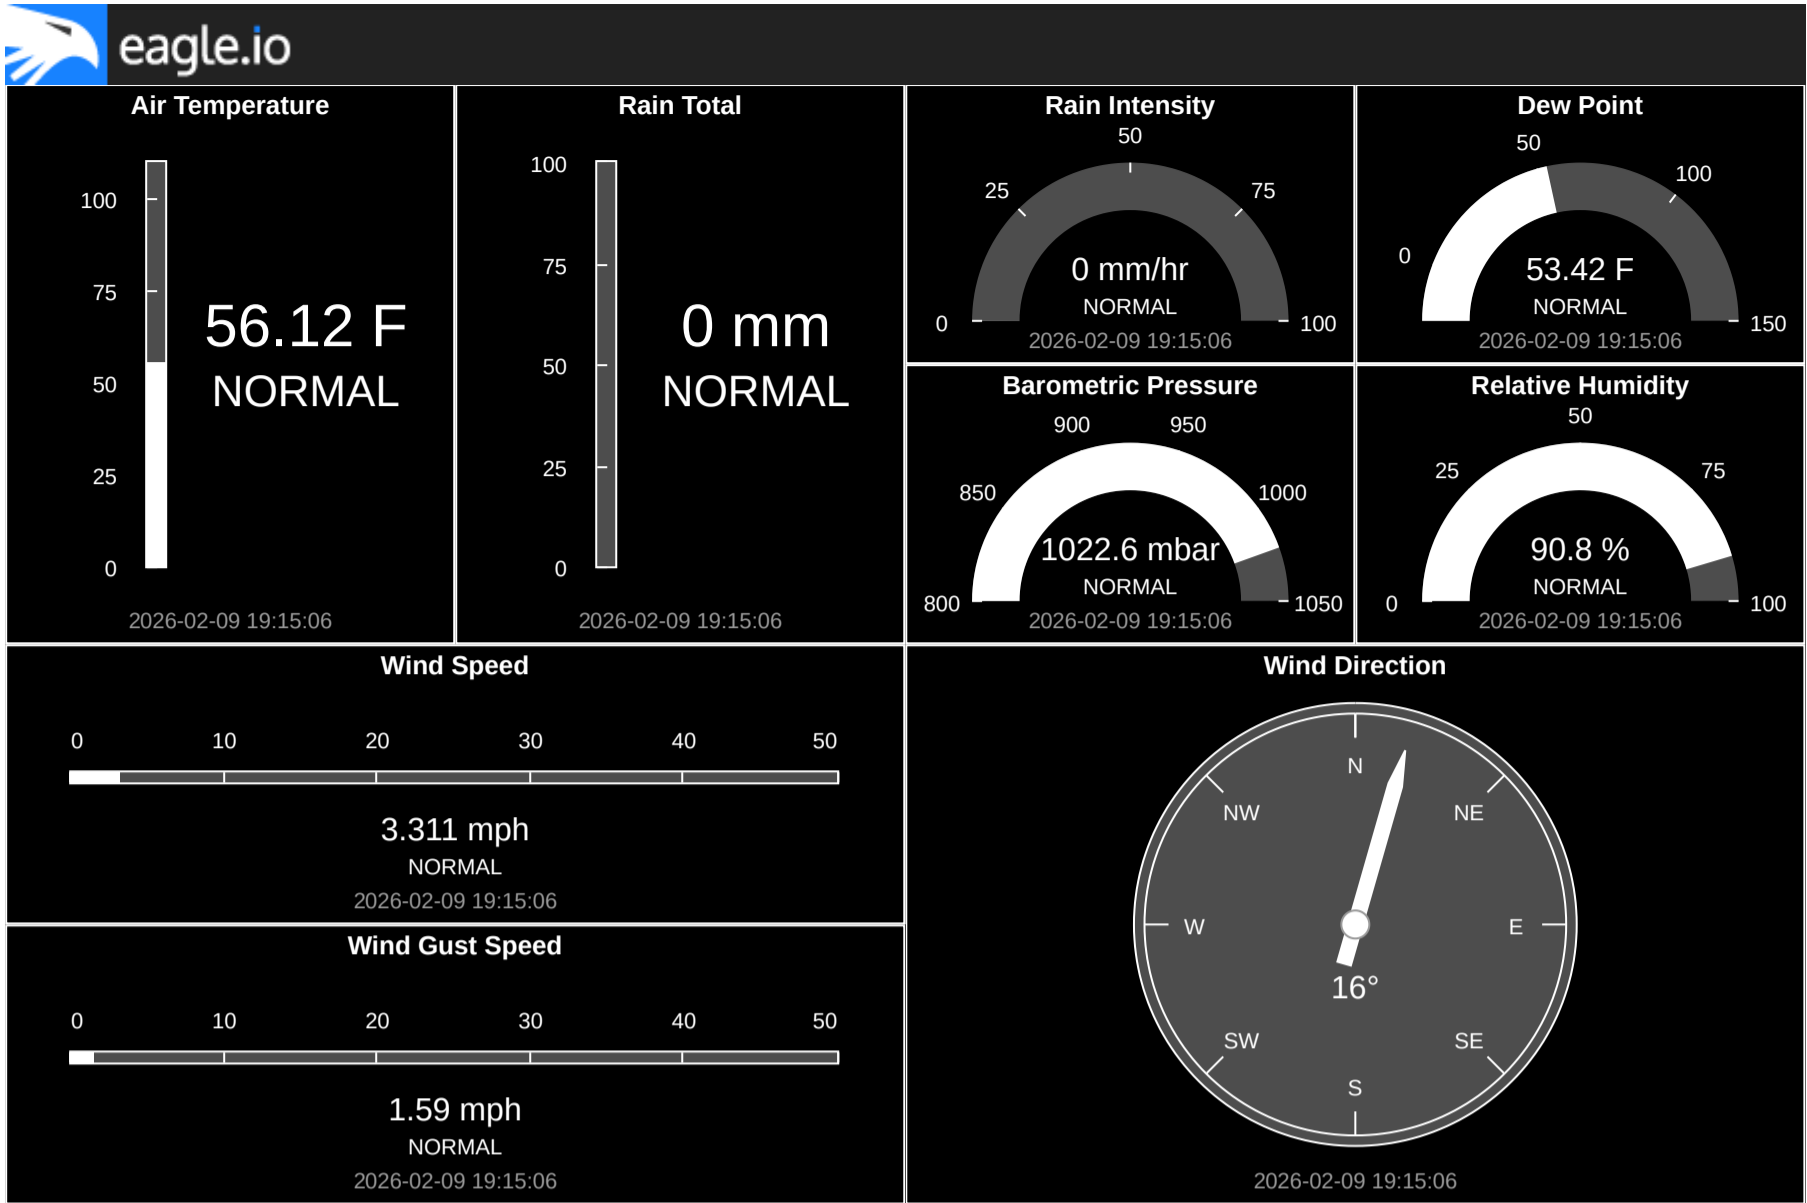 eagle.io
Air Temperature
100
75
50
25
0
56.12 F
NORMAL
2026-02-09 19:15:06
Rain Total
100
75
50
25
0
0 mm
NORMAL
2026-02-09 19:15:06
Rain Intensity
50
25
75
0
100
0 mm/hr
NORMAL
2026-02-09 19:15:06
Dew Point
50
100
0
150
53.42 F
NORMAL
2026-02-09 19:15:06
Barometric Pressure
900
950
850
1000
800
1050
1022.6 mbar
NORMAL
2026-02-09 19:15:06
Relative Humidity
50
25
75
0
100
90.8 %
NORMAL
2026-02-09 19:15:06
Wind Speed
0 10 20 30 40 50
3.311 mph
NORMAL
2026-02-09 19:15:06
Wind Gust Speed
0 10 20 30 40 50
1.59 mph
NORMAL
2026-02-09 19:15:06
Wind Direction
N
NW
NE
W
E
16°
SW
SE
S
2026-02-09 19:15:06